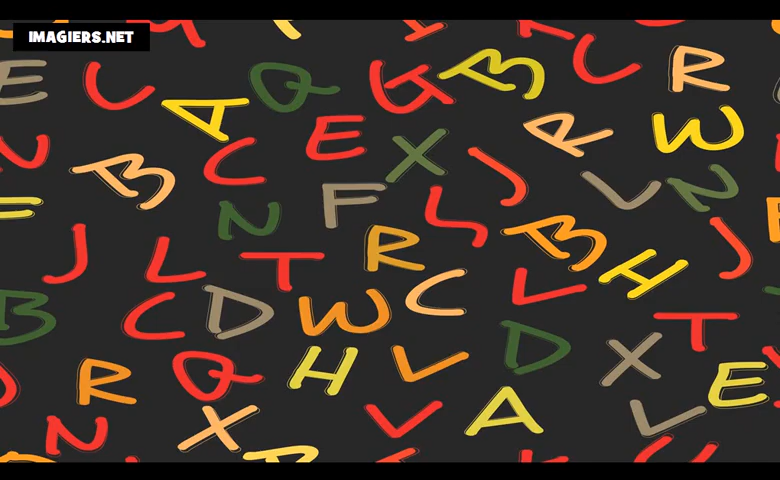 IMAGIERS.NET
E U Q G B U R
A W
N B C E X J R
F V N
E N S B
J L T R H J
B C D W C L T
R Q H V D X E
N X V A V